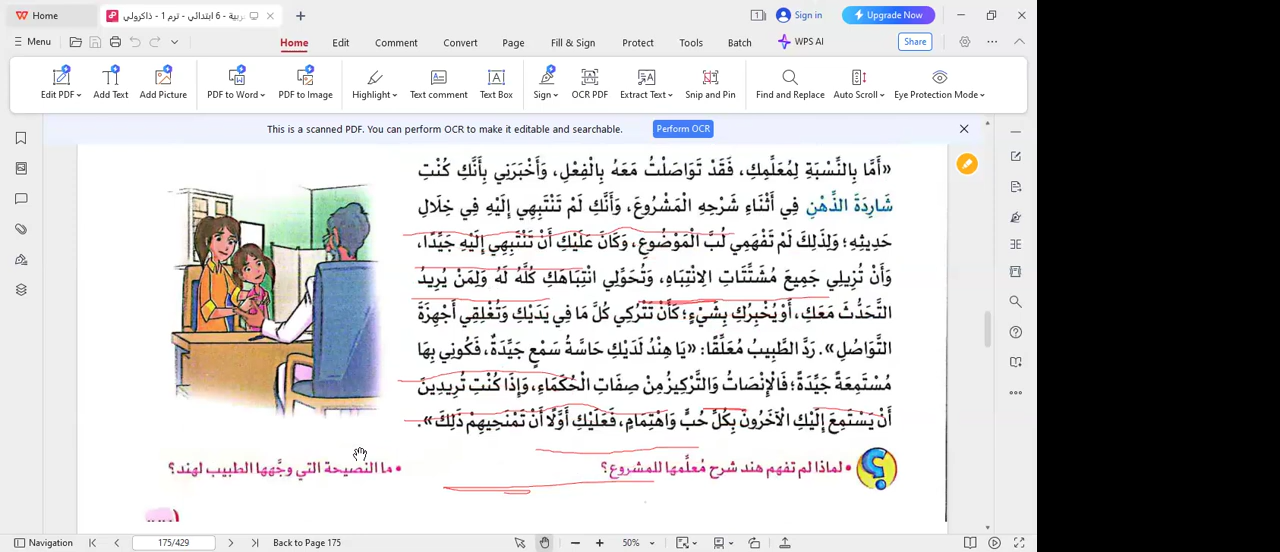 Home
عربية - 6 ابتدائي - ترم 1 - ذاكرولي
Sign in
Upgrade Now
Menu
Home
Edit
Comment
Convert
Page
Fill & Sign
Protect
Tools
Batch
WPS AI
Share
Edit PDF
Add Text
Add Picture
PDF to Word
PDF to Image
Highlight
Text comment
Text Box
Sign
OCR PDF
Extract Text
Snip and Pin
Find and Replace
Auto Scroll
Eye Protection Mode
This is a scanned PDF. You can perform OCR to make it editable and searchable.
Perform OCR
«أَمَّا بِالنِّسْبَةِ لِمُعَلِّمِكِ، فَقَدْ تَوَاصَلْتُ مَعَهُ بِالْفِعْلِ، وَأَخْبَرَنِي بِأَنَّكِ كُنْتِ
شَارِدَةَ الذِّهْنِ فِي أَثْنَاءِ شَرْحِهِ الْمَشْرُوعَ، وَأَنَّكِ لَمْ تَنْتَبِهِي إِلَيْهِ فِي خِلَالِ
حَدِيثِهِ؛ وَلِذَلِكَ لَمْ تَفْهَمِي لُبَّ الْمَوْضُوعِ، وَكَانَ عَلَيْكِ أَنْ تَنْتَبِهِي إِلَيْهِ جَيِّدًا،
وَأَنْ تُزِيلِي جَمِيعَ مُشَتِّتَاتِ الِانْتِبَاهِ، وَتُحَوِّلِي انْتِبَاهَكِ كُلَّهُ لَهُ وَلِمَنْ يُرِيدُ
التَّحَدُّثَ مَعَكِ، أَوْ يُخْبِرُكِ بِشَيْءٍ؛ كَأَنْ تَتْرُكِي كُلَّ مَا فِي يَدَيْكِ وَتُغْلِقِي أَجْهِزَةَ
التَّوَاصُلِ». رَدَّ الطَّبِيبُ مُعَلِّقًا: «يَا هِنْدُ لَدَيْكِ حَاسَّةُ سَمْعٍ جَيِّدَةٌ، فَكُونِي بِهَا
مُسْتَمِعَةً جَيِّدَةً؛ فَالْإِنْصَاتُ وَالتَّرْكِيزُ مِنْ صِفَاتِ الْحُكَمَاءِ، وَإِذَا كُنْتِ تُرِيدِينَ
أَنْ يَسْتَمِعَ إِلَيْكِ الْآخَرُونَ بِكُلِّ حُبٍّ وَاهْتِمَامٍ، فَعَلَيْكِ أَوَّلًا أَنْ تَمْنَحِيهِمْ ذَلِكَ».
• لماذا لم تفهم هند شرح مُعلِّمها للمشروع؟
• ما النصيحة التي وجَّهها الطبيب لهند؟
Navigation
175/429
Back to Page 175
50%